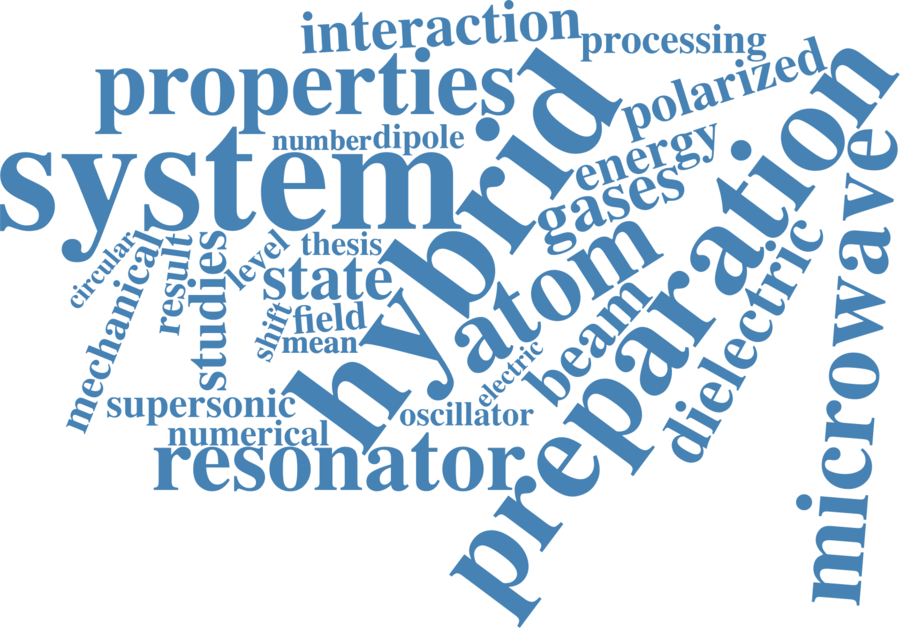 interaction
processing
properties
polarized
hybrid
number
dipole
system
energy
gases
preparation
microwave
circular
mechanical
result
studies
level
thesis
state
atom
shift
field
mean
beam
dielectric
electric
supersonic
oscillator
numerical
resonator